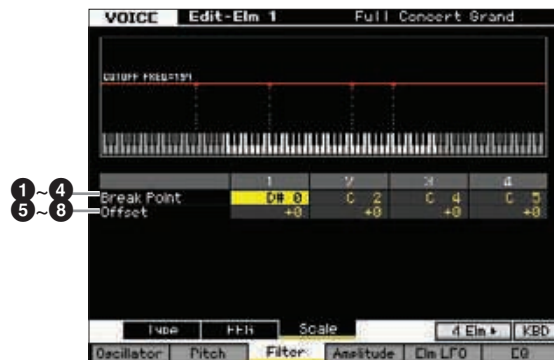 VOICE Edit-Elm 1 Full Concert Grand
CUTOFF FREQ=191
1 2 3 4
1~4 Break Point D# 0 C 2 C 4 C 5
5~8 Offset +0 +0 +0 +0
Type FEG Scale 4 Elm KBD
Oscillator Pitch Filter Amplitude Elm LFO EQ